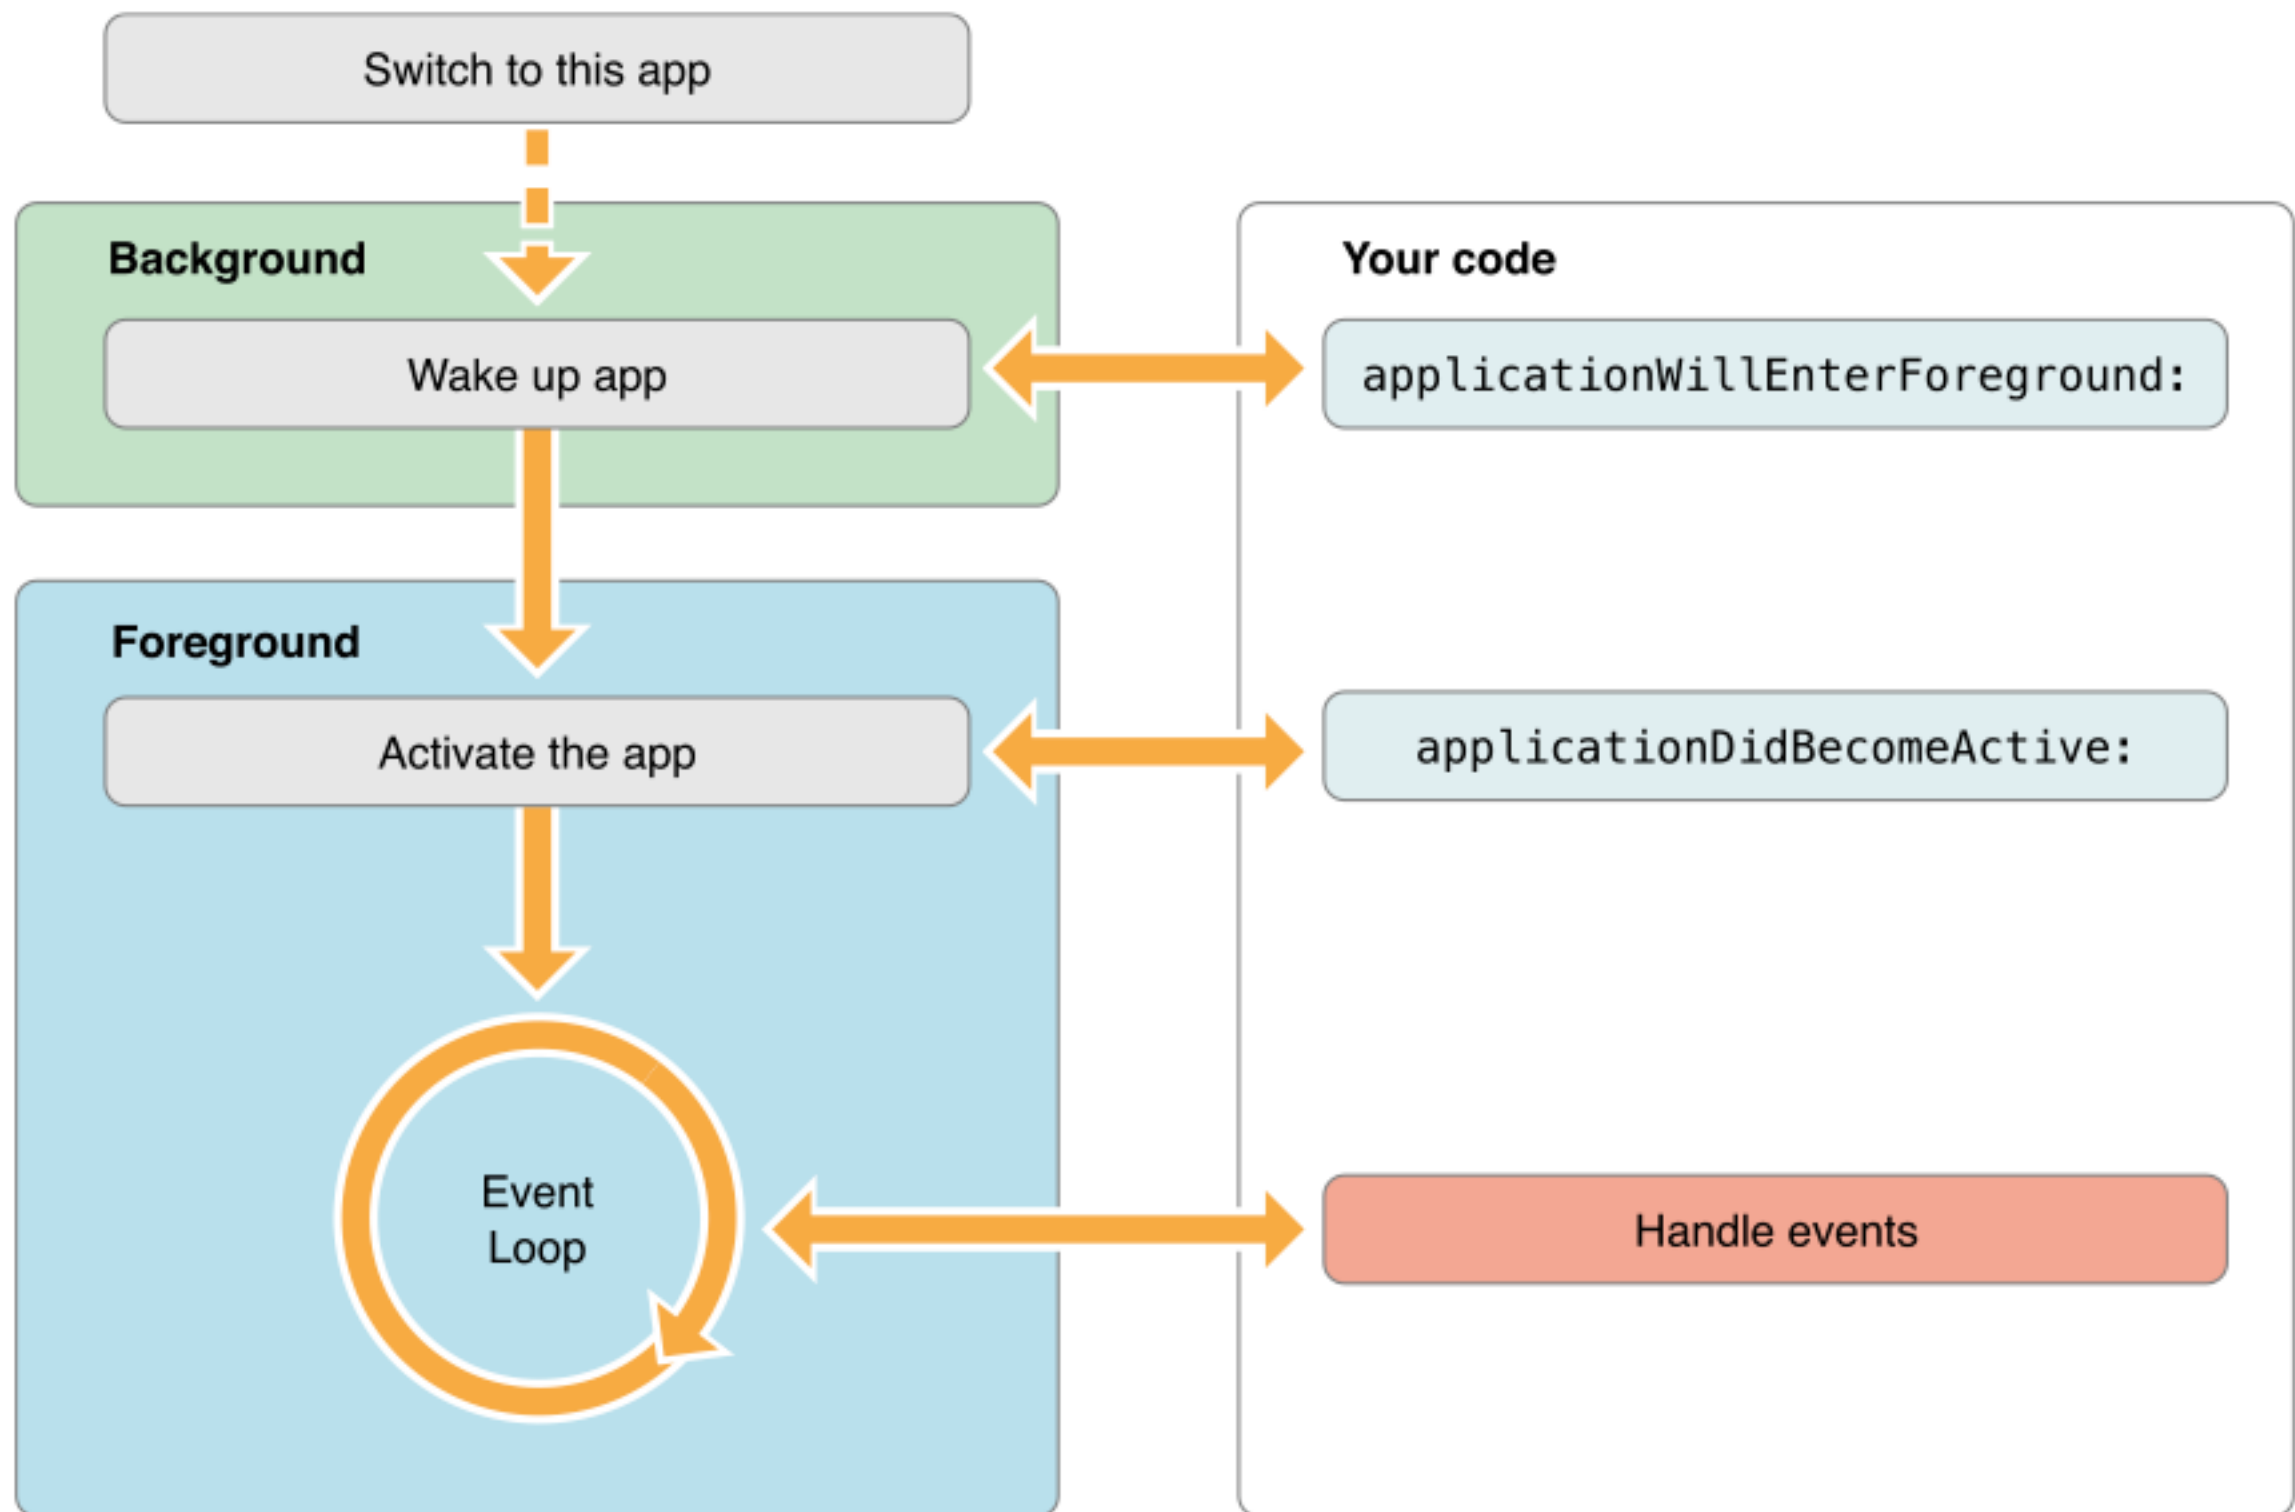 Switch to this app
Background
Your code
Wake up app
applicationWillEnterForeground:
Foreground
Activate the app
applicationDidBecomeActive:
Event
Loop
Handle events